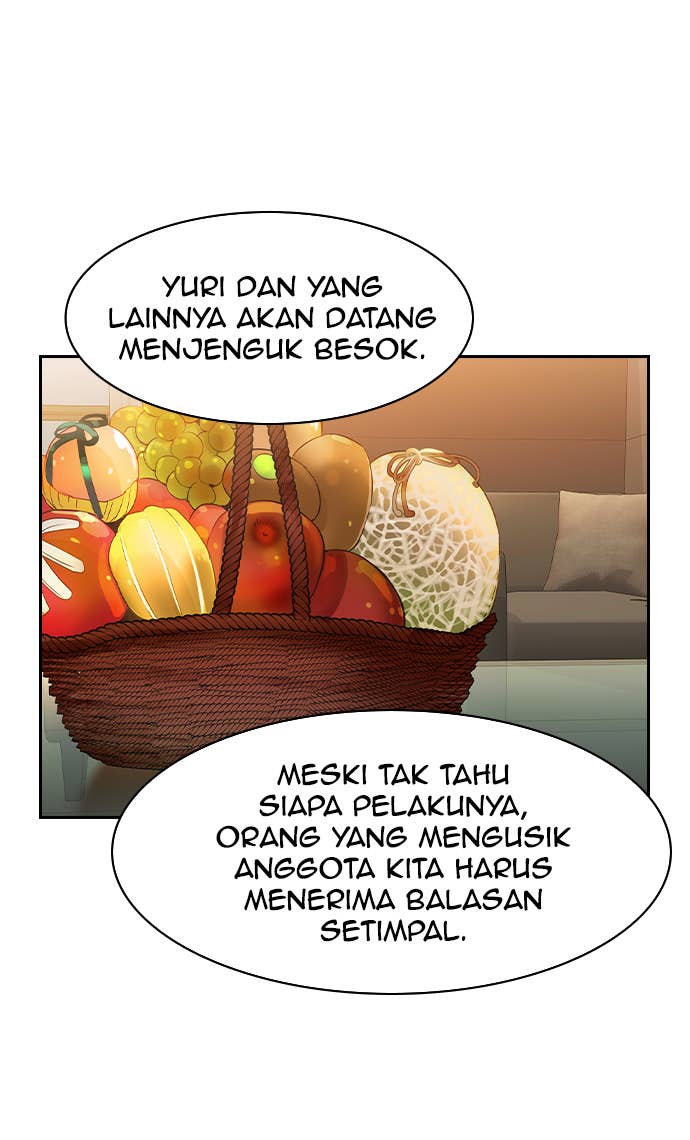 YURI DAN YANG
LAINNYA AKAN DATANG
MENJENGUK BESOK.
MESKI TAK TAHU
SIAPA PELAKUNYA,
ORANG YANG MENGUSIK
ANGGOTA KITA HARUS
MENERIMA BALASAN
SETIMPAL.